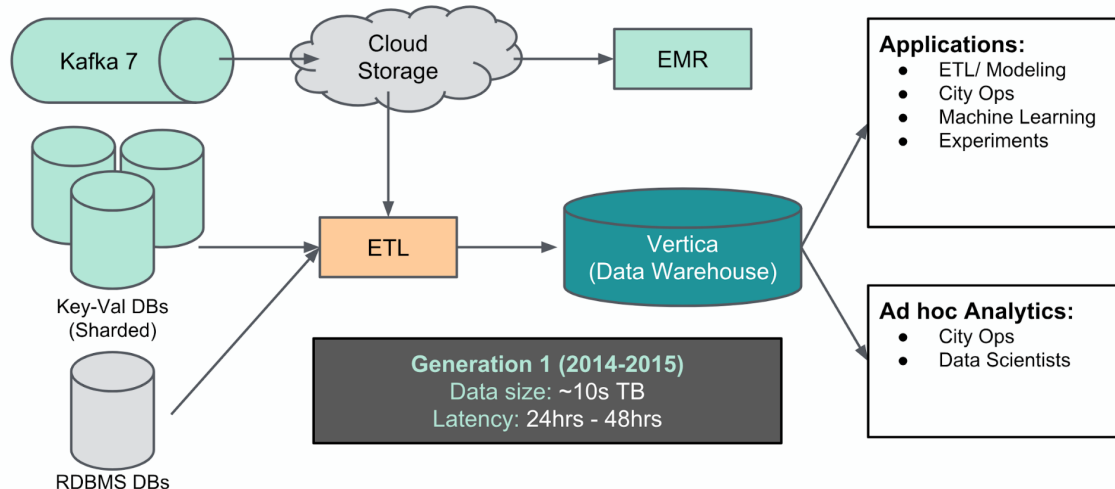 Kafka 7
Cloud
Storage
EMR
Key-Val DBs
(Sharded)
RDBMS DBs
ETL
Vertica
(Data Warehouse)
Generation 1 (2014-2015)
Data size: ~10s TB
Latency: 24hrs - 48hrs
Applications:
● ETL/ Modeling
● City Ops
● Machine Learning
● Experiments
Ad hoc Analytics:
● City Ops
● Data Scientists